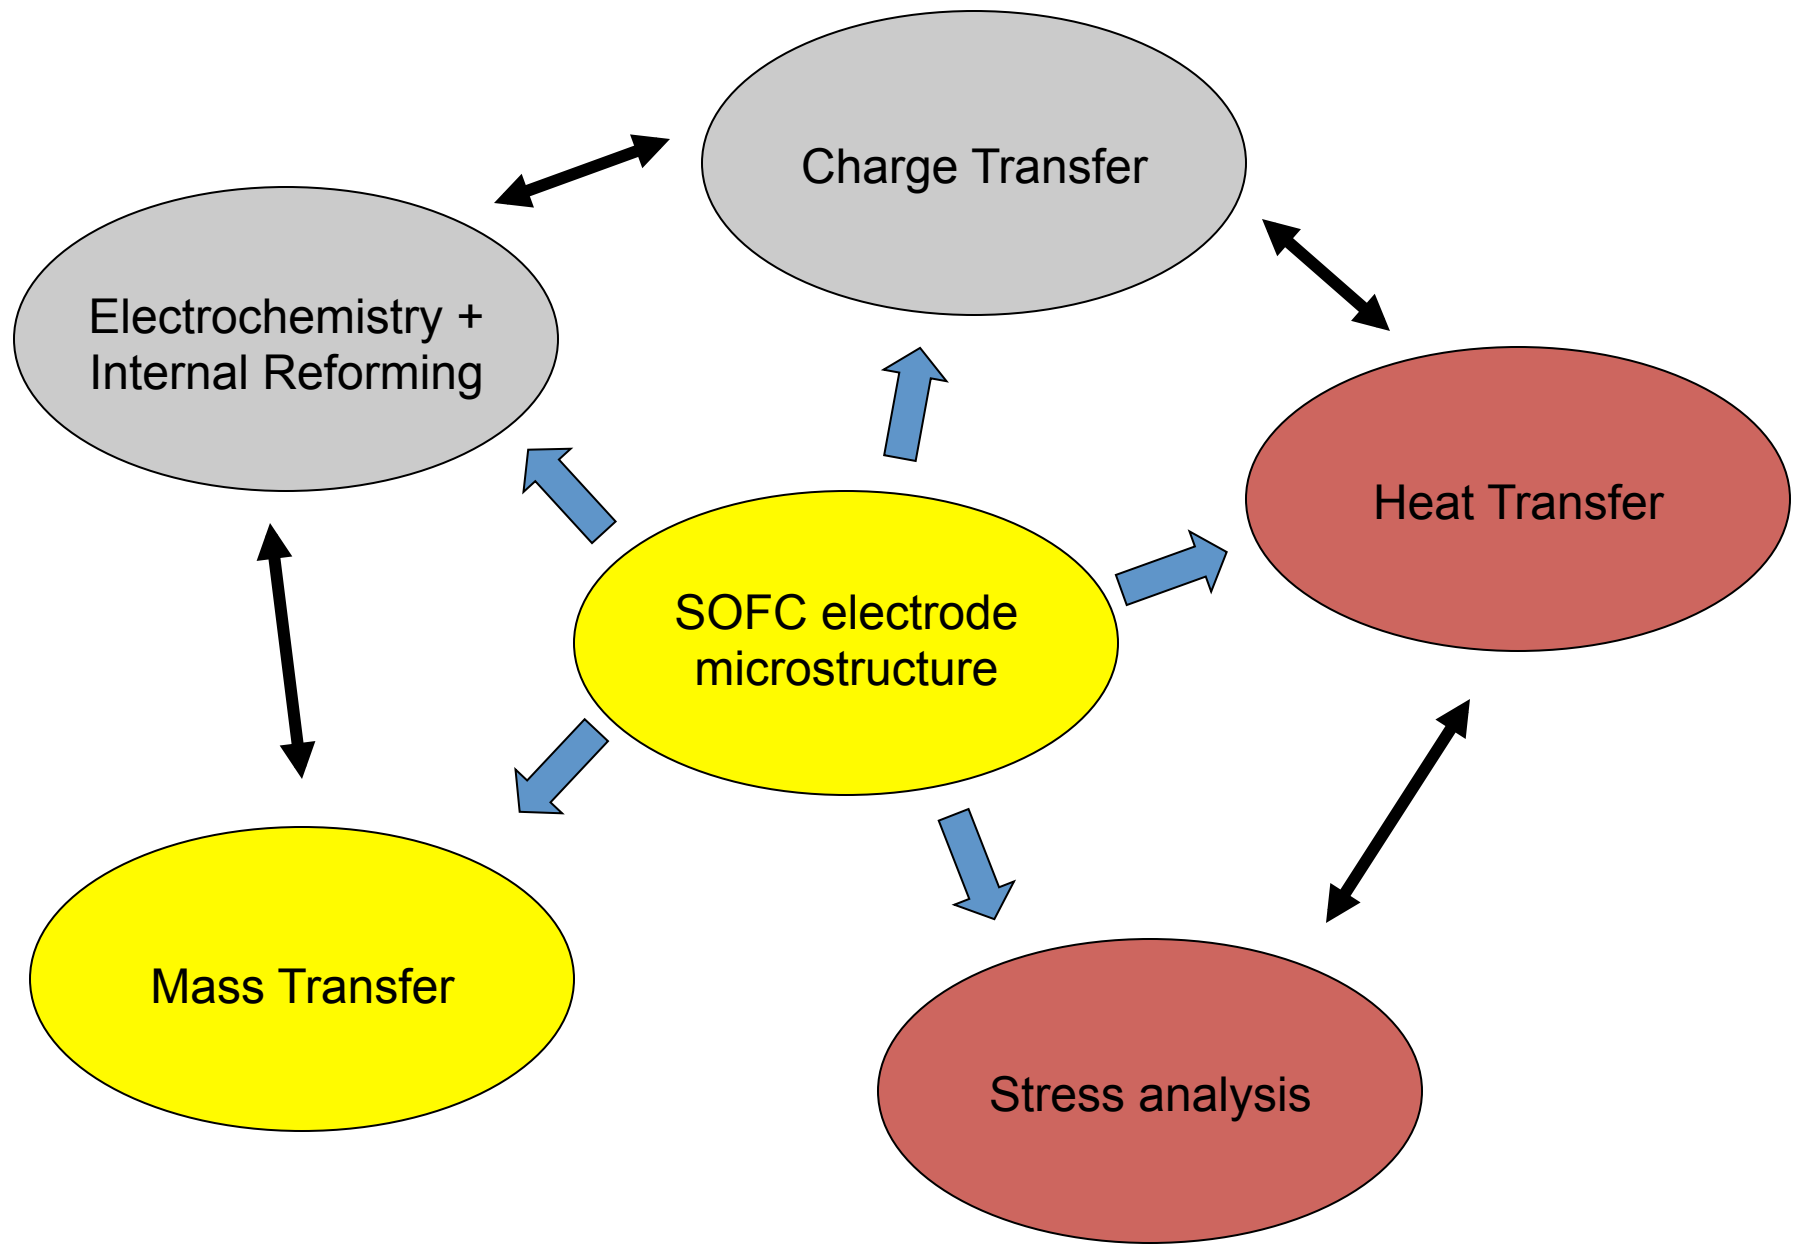 Charge Transfer
Electrochemistry +
Internal Reforming
Heat Transfer
SOFC electrode
microstructure
Mass Transfer
Stress analysis